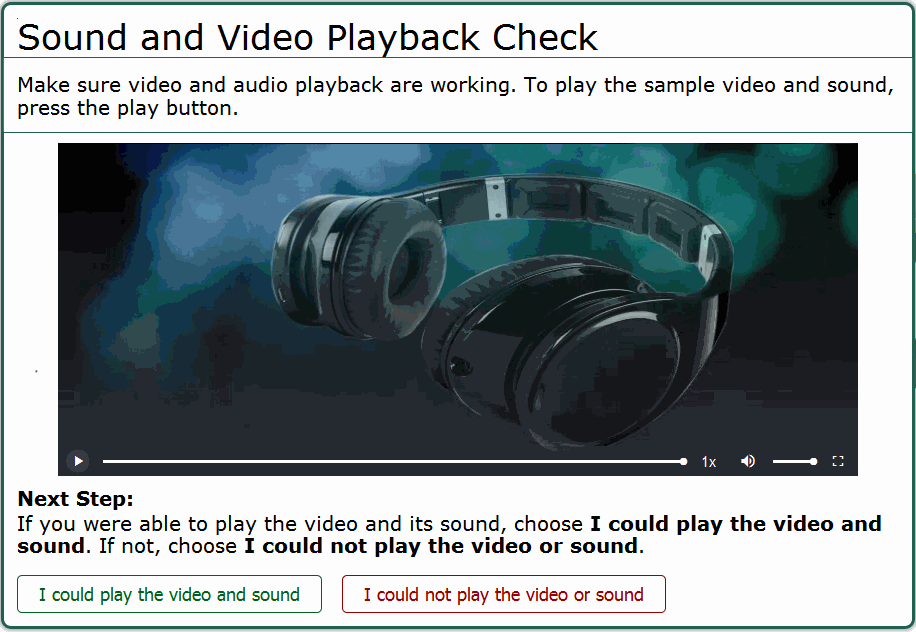 Sound and Video Playback Check
Make sure video and audio playback are working. To play the sample video and sound,
press the play button.
1x
Next Step:
If you were able to play the video and its sound, choose I could play the video and
sound. If not, choose I could not play the video or sound.
I could play the video and sound
I could not play the video or sound